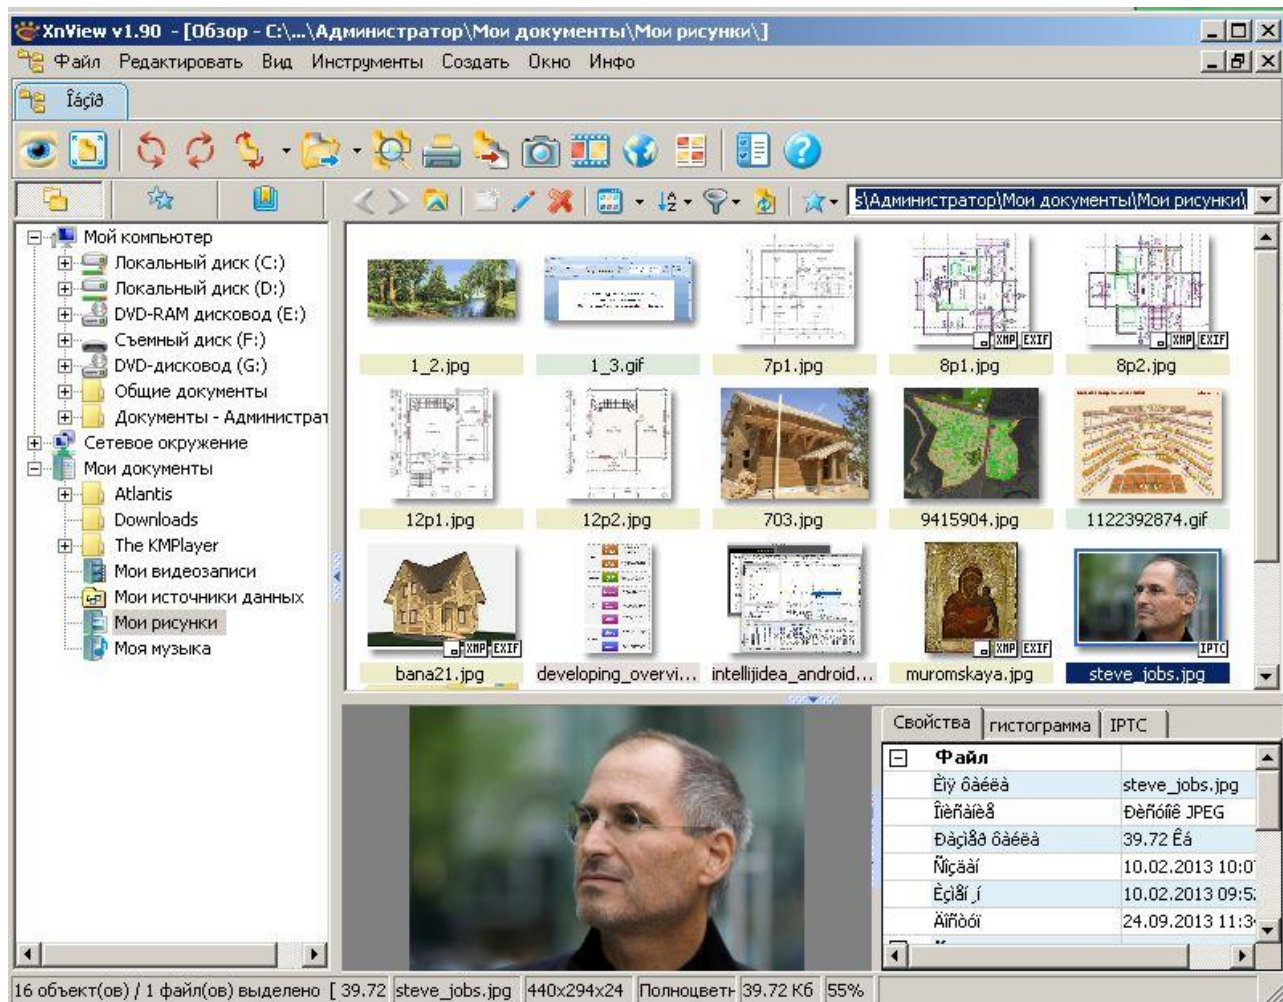 XnView v1.90 - [Обзор - C:\...\Администратор\Мои документы\Мои рисунки\]
Файл Редактировать Вид Инструменты Создать Окно Инфо
Îáçîð
s\Администратор\Мои документы\Мои рисунки\
Мой компьютер
Локальный диск (C:)
Локальный диск (D:)
DVD-RAM дисковод (E:)
Съемный диск (F:)
DVD-дисковод (G:)
Общие документы
Документы - Администрат
Сетевое окружение
Мои документы
Atlantis
Downloads
The KMPlayer
Мои видеозаписи
Мои источники данных
Мои рисунки
Моя музыка
XMP EXIF XMP EXIF
1_2.jpg 1_3.gif 7p1.jpg 8p1.jpg 8p2.jpg
12p1.jpg 12p2.jpg 703.jpg 9415904.jpg 1122392874.gif
XMP EXIF XMP EXIF IPTC
bana21.jpg developing_overvi... intellijidea_android... muromskaya.jpg steve_jobs.jpg
Свойства гистограмма IPTC
Файл
Èìÿ ôàéëà steve_jobs.jpg
Îïèñàíèå Ðèñóíîê JPEG
Ðàçìåð ôàéëà 39.72 Êá
Ñîçäàí 10.02.2013 10:0
Èçìåí¸í 10.02.2013 09:5
Äîñòóï 24.09.2013 11:3
16 объект(ов) / 1 файл(ов) выделено [ 39.72 steve_jobs.jpg 440x294x24 Полноцветн 39.72 Кб 55%